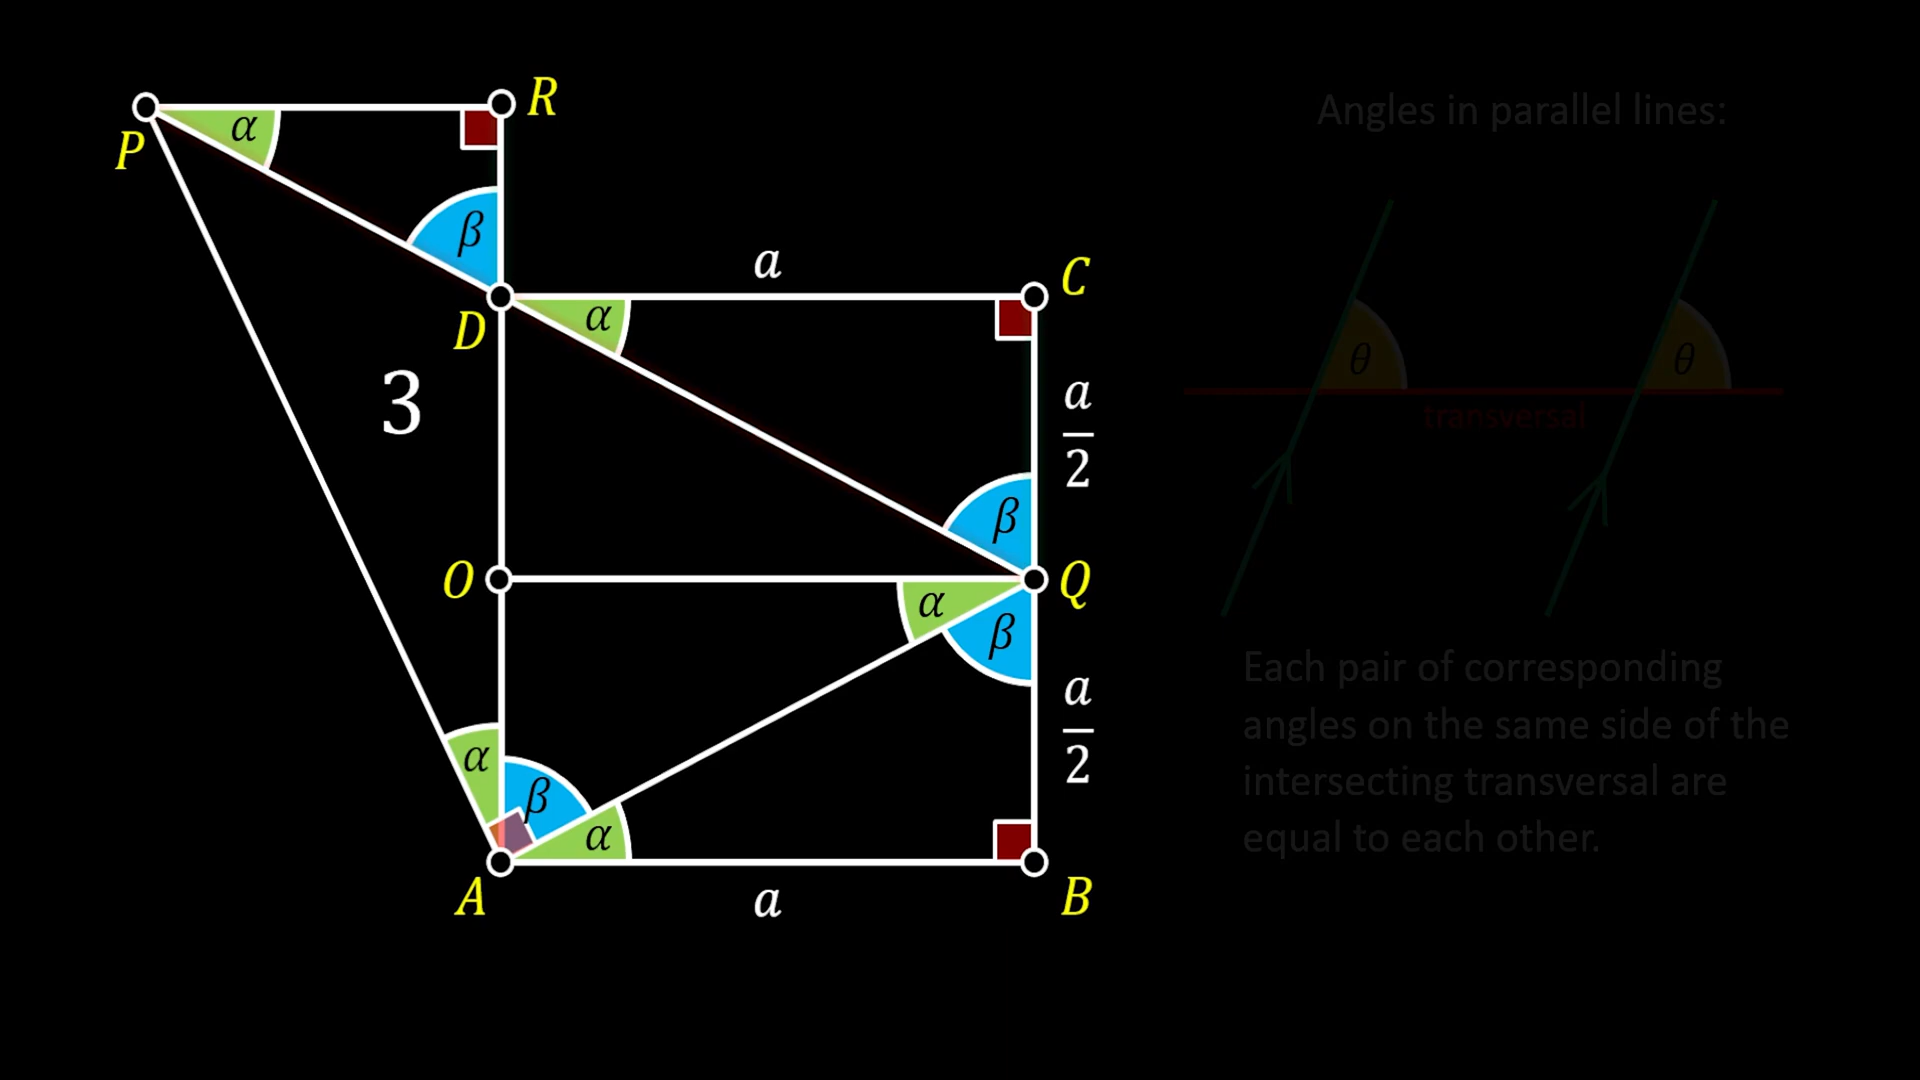 P
R
α
β
D
a
C
α
3
a
2
β
O
α
Q
β
a
2
α
β
α
A
a
B
Angles in parallel lines:
θ
θ
transversal
Each pair of corresponding
angles on the same side of the
intersecting transversal are
equal to each other.